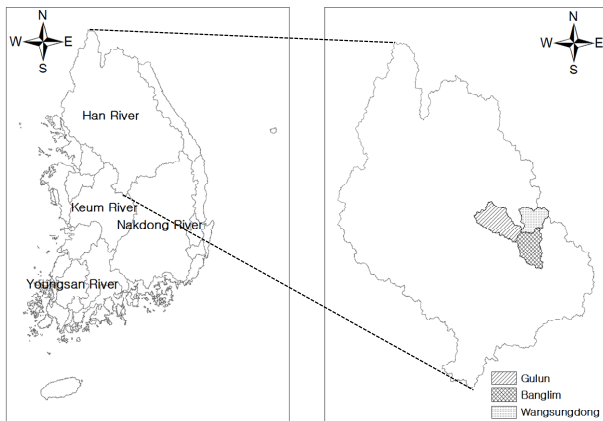 N
W E
S
Han River
Keum River
Nakdong River
Youngsan River
N
W E
S
Gulun
Banglim
Wangsungdong